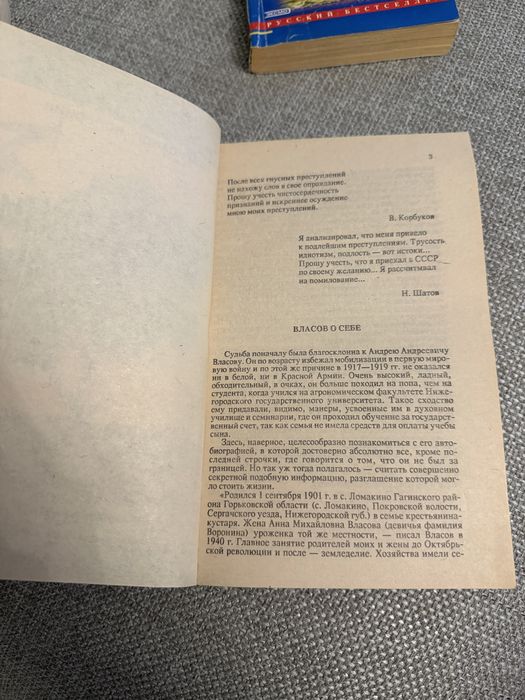 РУССКИЙ БЕСТСЕЛЛЕ
3
После всех гнусных преступлений
не нахожу слов в свое оправдание.
Прошу учесть чистосердечность
признаний и искреннее осуждение
мною моих преступлений.
В. Корбуков
Я анализировал, что меня привело
к подлейшим преступлениям. Трусость,
идиотизм, подлость — вот истоки...
Прошу учесть, что я приехал в СССР
по своему желанию... Я рассчитывал
на помилование...
Н. Шатов
ВЛАСОВ О СЕБЕ
Судьба поначалу была благосклонна к Андрею Андреевичу
Власову. Он по возрасту избежал мобилизации в первую миро-
вую войну и по этой же причине в 1917—1919 гг. не оказался
ни в белой, ни в Красной Армии. Очень высокий, ладный,
обходительный, в очках, он больше походил на попа, чем на
студента, когда учился на агрономическом факультете Ниже-
городского государственного университета. Такое сходство
ему придавали, видимо, манеры, усвоенные им в духовном
училище и семинарии, где он проходил обучение за государст-
венный счет, так как семья не имела средств для оплаты учебы
сына.
Здесь, наверное, целесообразно познакомиться с его авто-
биографией, в которой достоверно абсолютно все, кроме по-
следней строчки, где говорится о том, что он не был за
границей. Но так уж тогда полагалось — считать совершенно
секретной подобную информацию, разглашение которой мог-
ло стоить жизни.
«Родился 1 сентября 1901 г. в с. Ломакино Гагинского рай-
она Горьковской области (с. Ломакино, Покровской волости,
Сергачского уезда, Нижегородской губ.) в семье крестьянина-
кустаря. Жена Анна Михайловна Власова (девичья фамилия
Воронина) уроженка той же местности, — писал Власов в
1940 г. Главное занятие родителей моих и жены до Октябрь-
ской революции и после — земледелие. Хозяйства имели се-